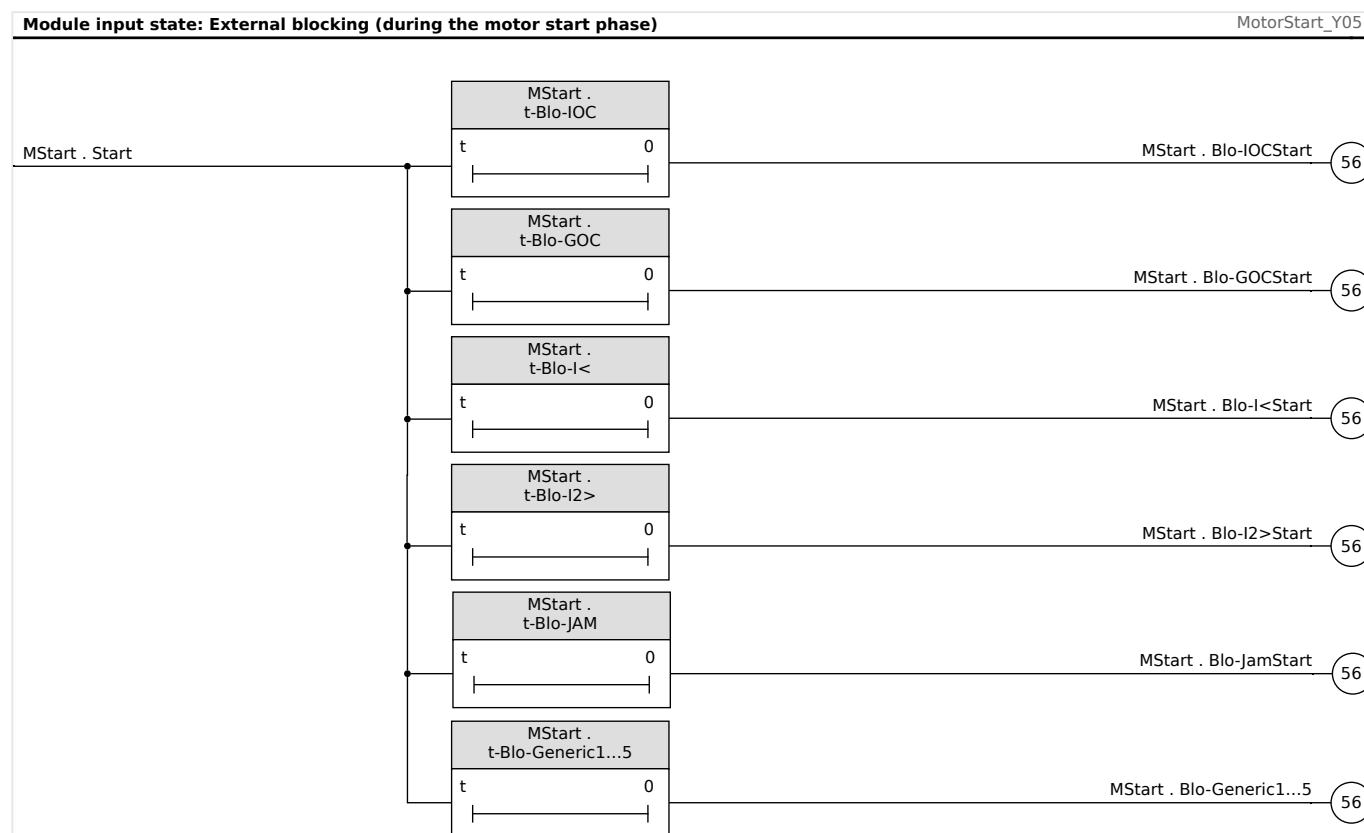 Module input state: External blocking (during the motor start phase)
MotorStart_Y05
MStart .
t-Blo-IOC
t 0
MStart . Start
MStart . Blo-IOCStart
56
MStart .
t-Blo-GOC
t 0
MStart . Blo-GOCStart
56
MStart .
t-Blo-I<
t 0
MStart . Blo-I<Start
56
MStart .
t-Blo-I2>
t 0
MStart . Blo-I2>Start
56
MStart .
t-Blo-JAM
t 0
MStart . Blo-JamStart
56
MStart .
t-Blo-Generic1...5
t 0
MStart . Blo-Generic1...5
56